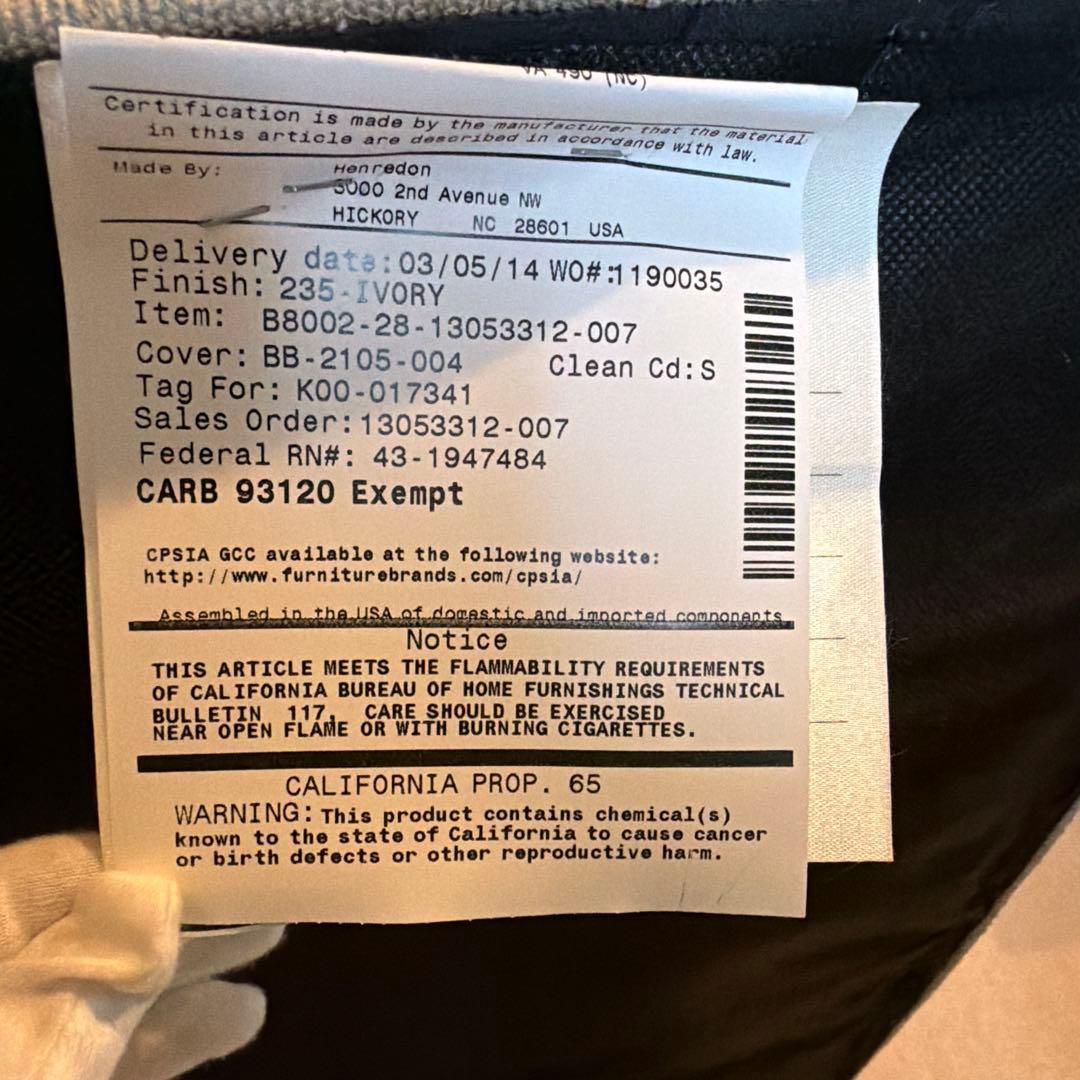 VA 490 (NC)
Certification is made by the manufacturer that the material
in this article are described in accordance with law.
Made By: Henredon
3000 2nd Avenue NW
HICKORY NC 28601 USA
Delivery date: 03/05/14 WO#:1190035
Finish: 235-IVORY
Item: B8002-28-13053312-007
Cover: BB-2105-004 Clean Cd:S
Tag For: K00-017341
Sales Order: 13053312-007
Federal RN#: 43-1947484
CARB 93120 Exempt
CPSIA GCC available at the following website:
http://www.furniturebrands.com/cpsia/
Assembled in the USA of domestic and imported components
Notice
THIS ARTICLE MEETS THE FLAMMABILITY REQUIREMENTS
OF CALIFORNIA BUREAU OF HOME FURNISHINGS TECHNICAL
BULLETIN 117. CARE SHOULD BE EXERCISED
NEAR OPEN FLAME OR WITH BURNING CIGARETTES.
CALIFORNIA PROP. 65
WARNING: This product contains chemical(s)
known to the state of California to cause cancer
or birth defects or other reproductive harm.